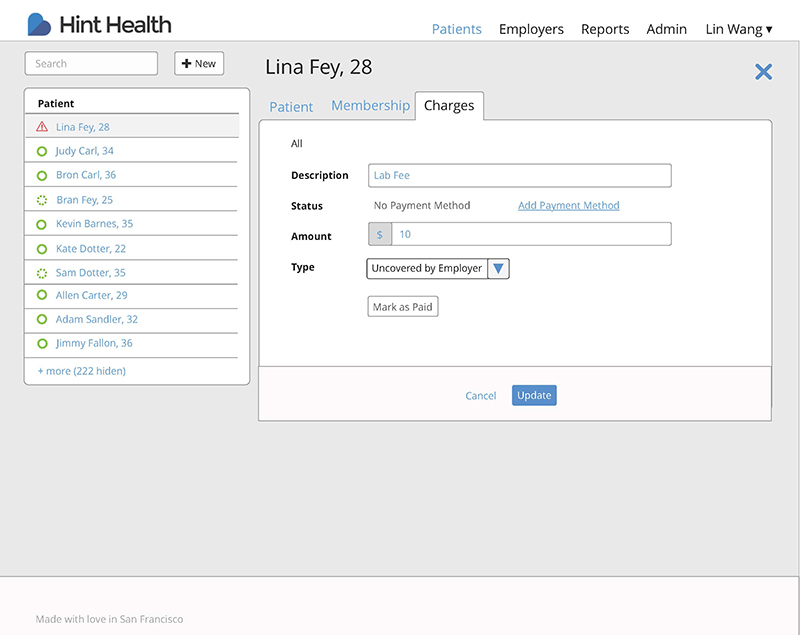 Hint Health
Patients Employers Reports Admin Lin Wang ▾
Search
+ New
Patient
Lina Fey, 28
Judy Carl, 34
Bron Carl, 36
Bran Fey, 25
Kevin Barnes, 35
Kate Dotter, 22
Sam Dotter, 35
Allen Carter, 29
Adam Sandler, 32
Jimmy Fallon, 36
+ more (222 hiden)
Lina Fey, 28
Patient Membership Charges
All
Description Lab Fee
Status No Payment Method Add Payment Method
Amount $ 10
Type Uncovered by Employer
Mark as Paid
Cancel Update
Made with love in San Francisco